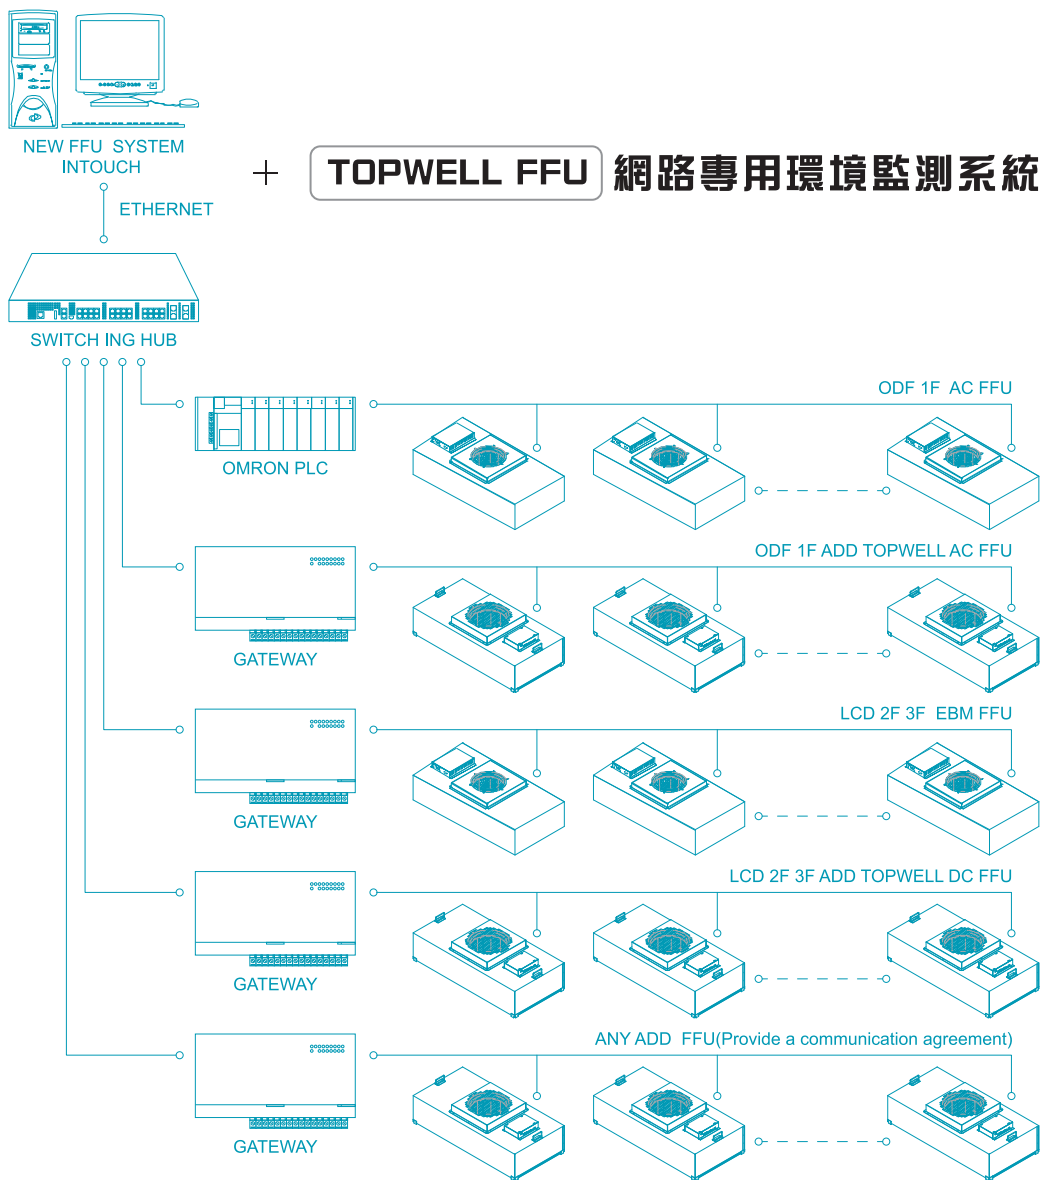 NEW FFU SYSTEM
INTOUCH
+ TOPWELL FFU 網路專用環境監測系統
ETHERNET
SWITCH ING HUB
ODF 1F AC FFU
OMRON PLC
ODF 1F ADD TOPWELL AC FFU
GATEWAY
LCD 2F 3F EBM FFU
GATEWAY
LCD 2F 3F ADD TOPWELL DC FFU
GATEWAY
ANY ADD FFU(Provide a communication agreement)
GATEWAY